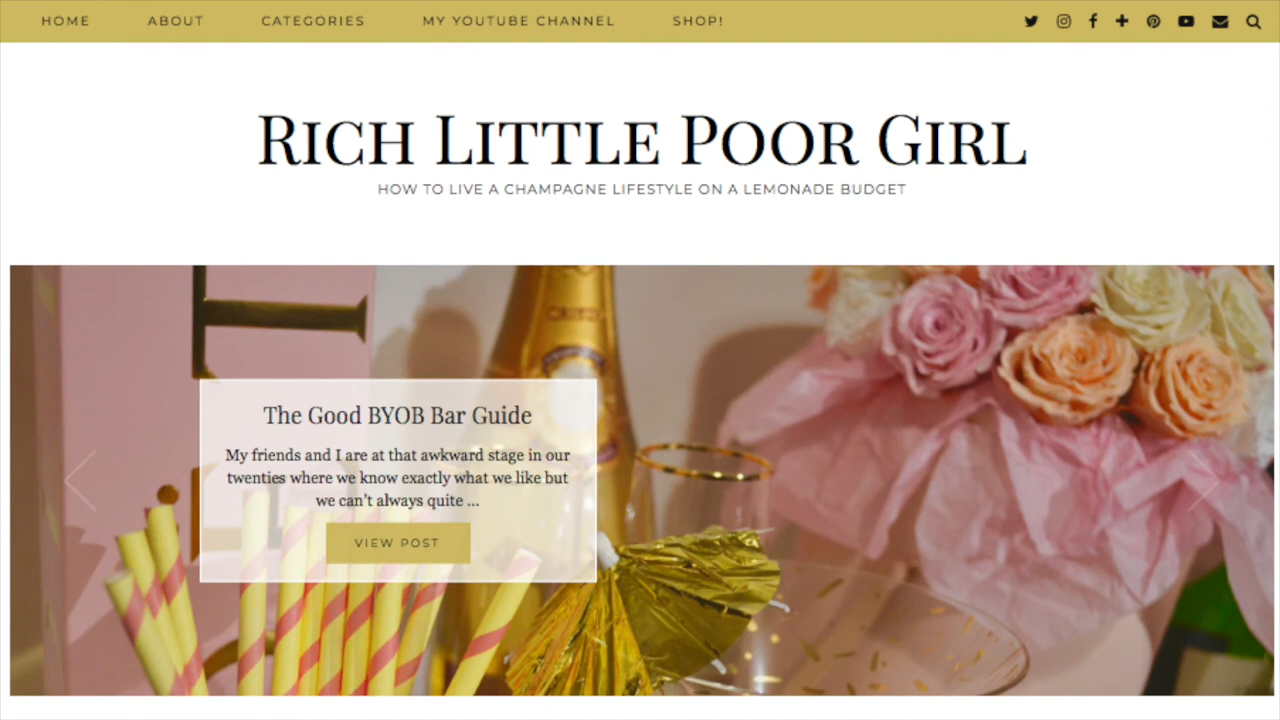 HOME ABOUT CATEGORIES MY YOUTUBE CHANNEL SHOP!
RICH LITTLE POOR GIRL
HOW TO LIVE A CHAMPAGNE LIFESTYLE ON A LEMONADE BUDGET
The Good BYOB Bar Guide
My friends and I are at that awkward stage in our
twenties where we know exactly what we like but
we can't always quite ...
VIEW POST